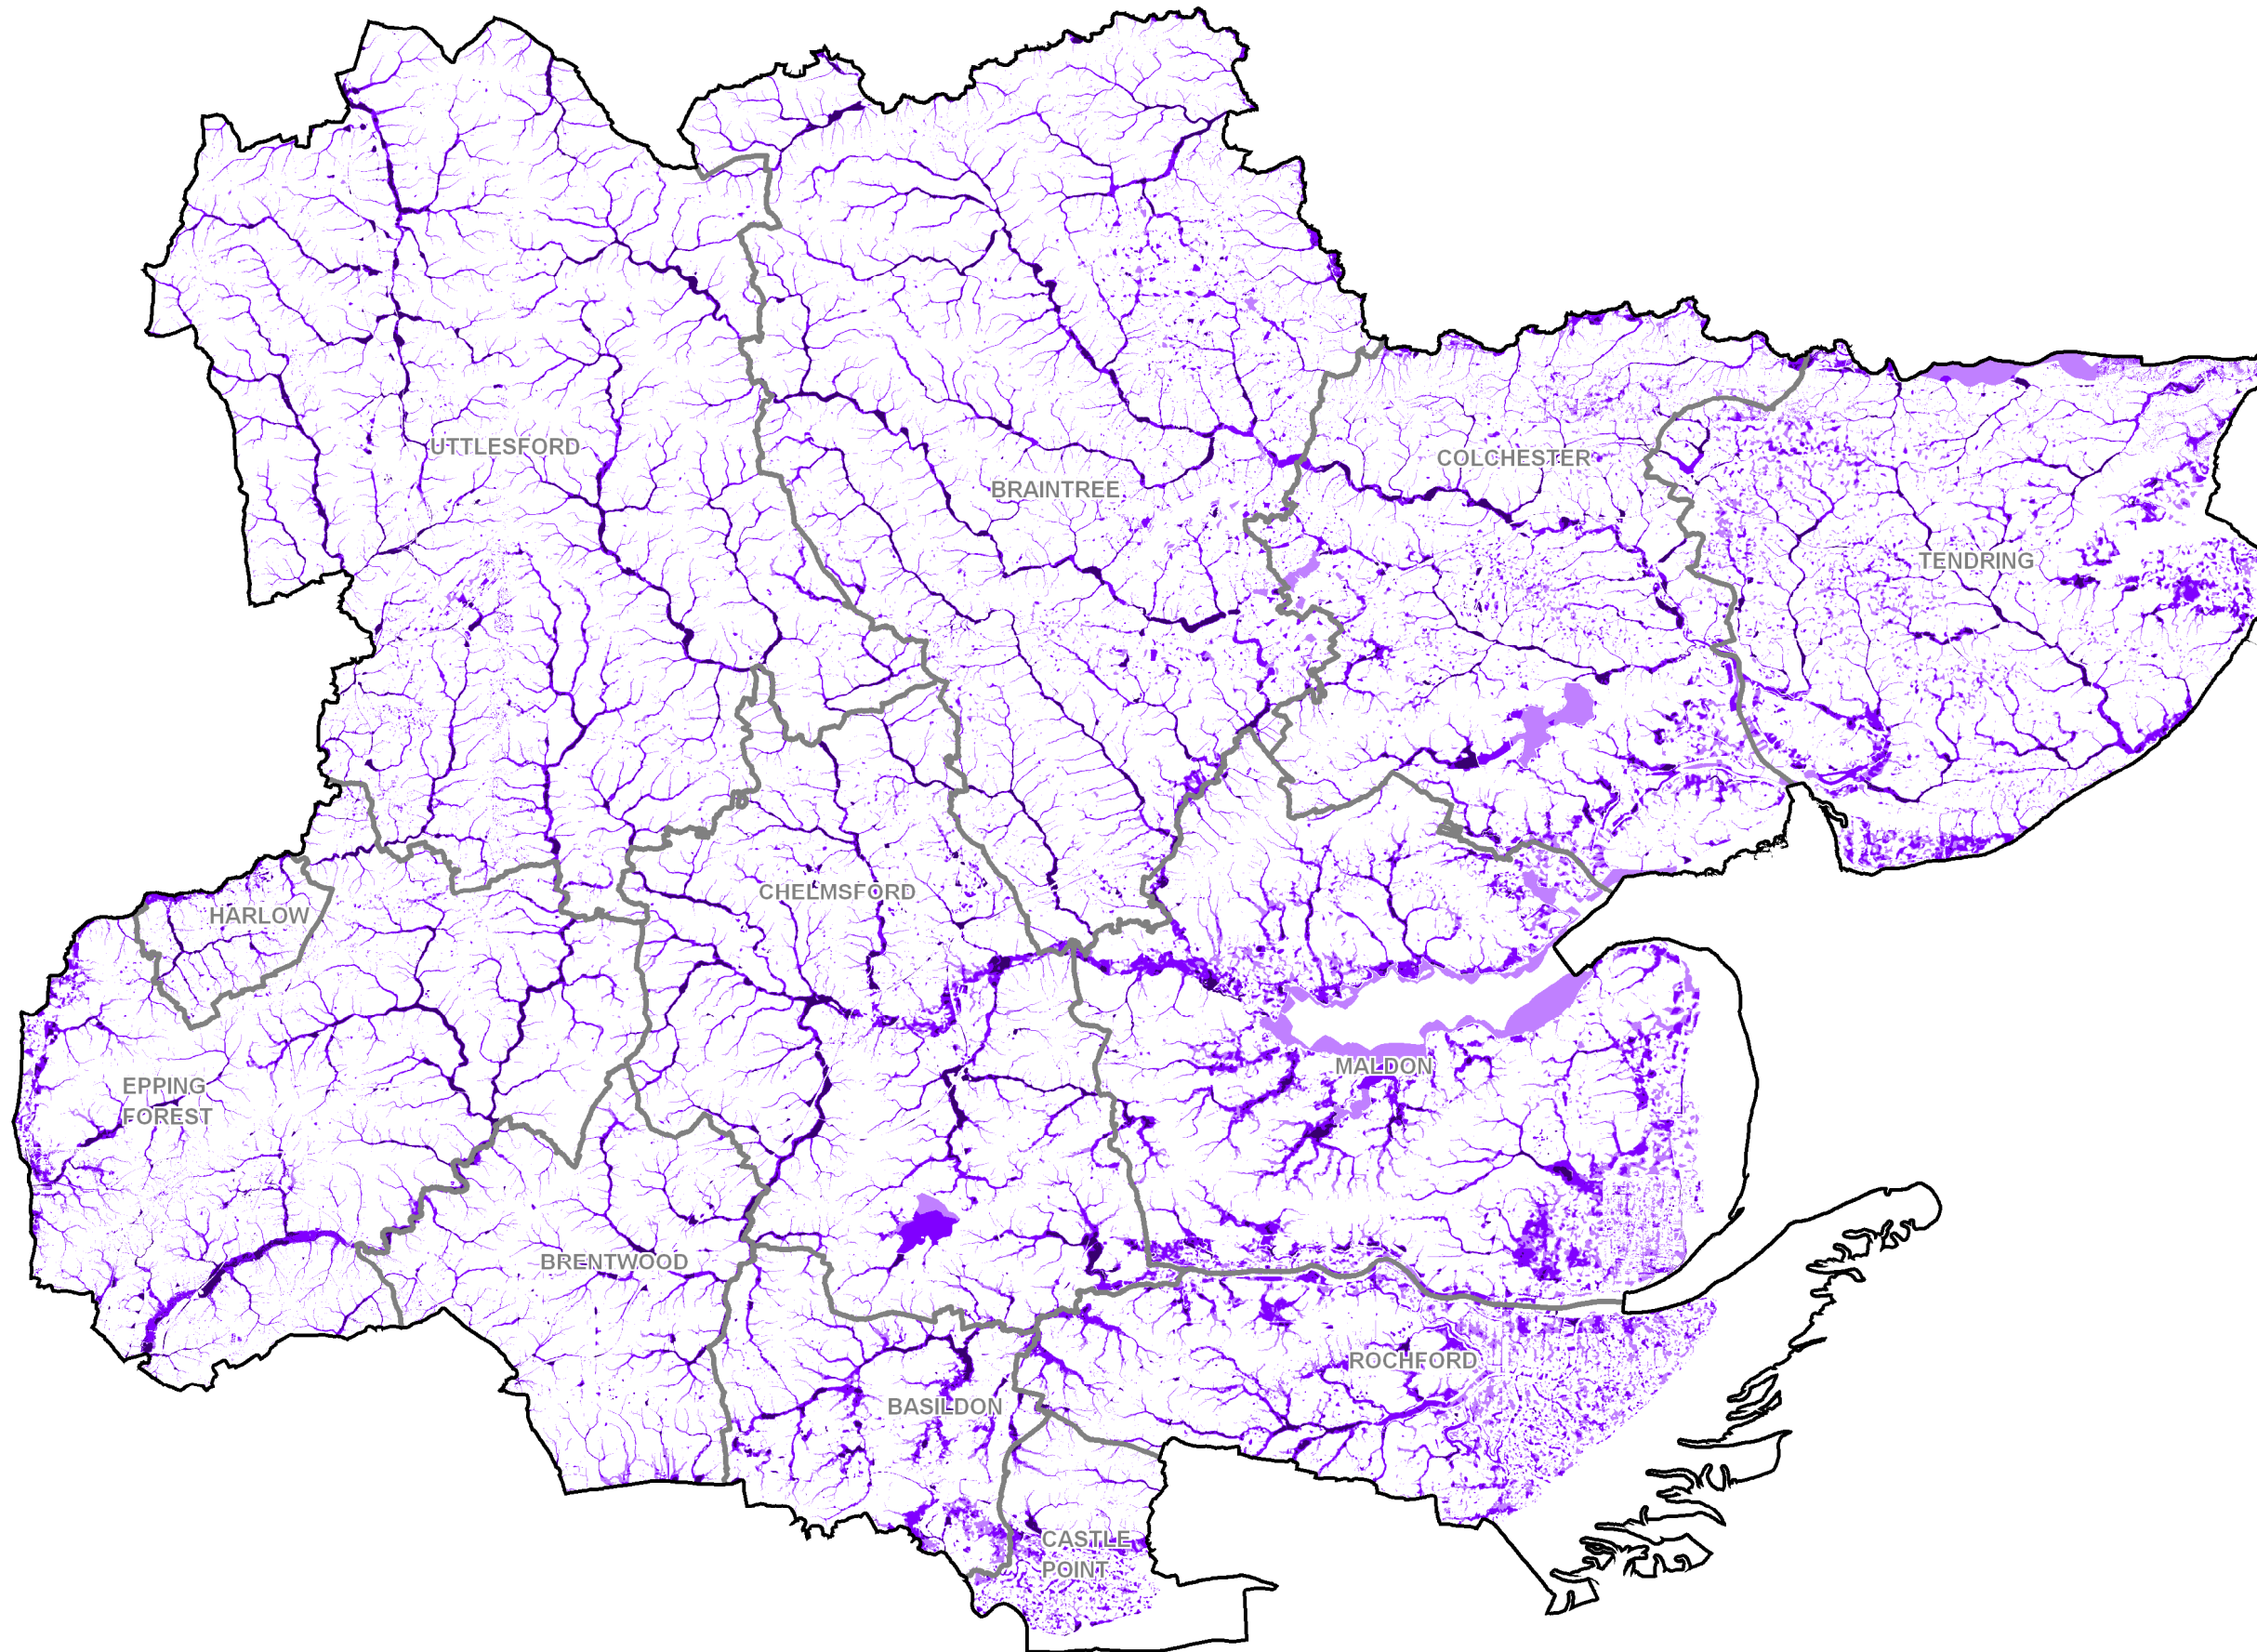 UTTLESFORD
COLCHESTER
BRAINTREE
TENDRING
CHELMSFORD
HARLOW
MALDON
EPPING
FOREST
BRENTWOOD
ROCHFORD
BASILDON
CASTLE
POINT